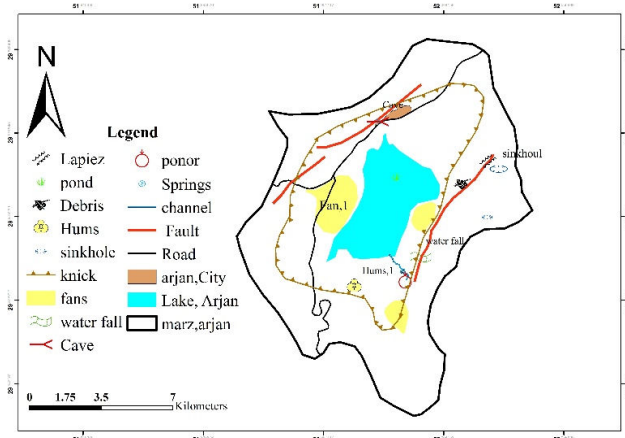 N
Legend
Lapiez
pond
Debris
Hums
sinkhole
knick
fans
water fall
Cave
ponor
Springs
channel
Fault
Road
arjan,City
Lake, Arjan
marz,arjan
0 1.75 3.5 7
Kilometers
Cave
sinkhoul
Fan,1
water fall
Hums,1